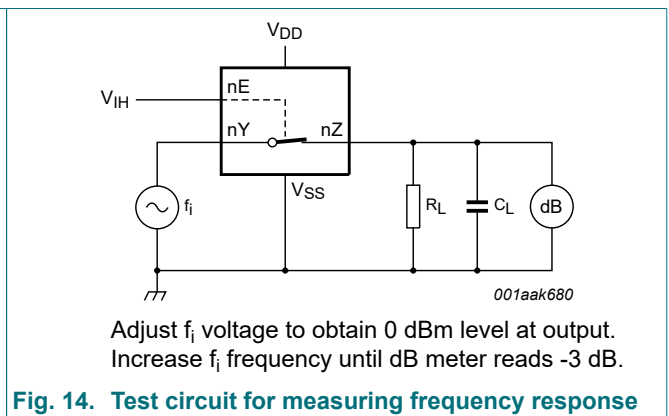 VDD
nE
VIH
nY
nZ
VSS
fi
RL
CL
dB
001aak680
Adjust fi voltage to obtain 0 dBm level at output.
Increase fi frequency until dB meter reads -3 dB.
Fig. 14. Test circuit for measuring frequency response